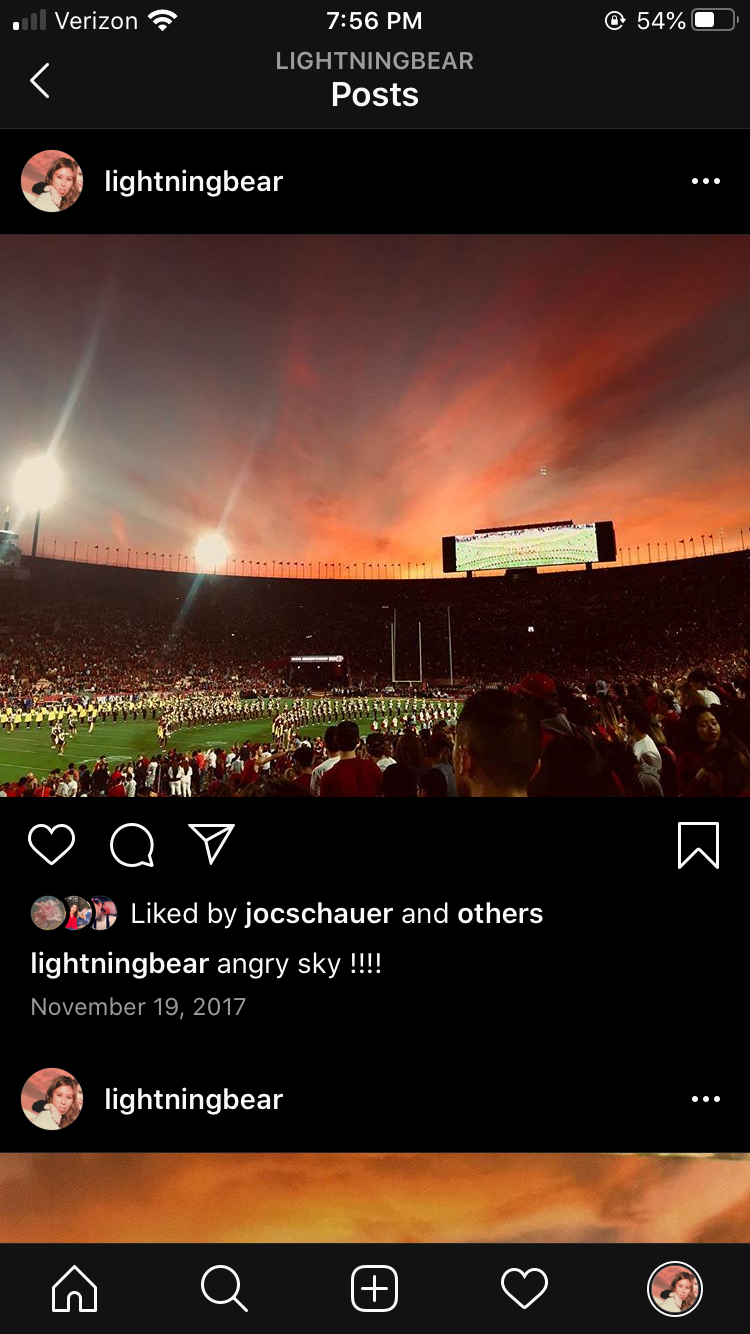 Verizon 7:56 PM 54%
LIGHTNINGBEAR
Posts
lightningbear
Liked by jocschauer and others
lightningbear angry sky !!!!
November 19, 2017
lightningbear